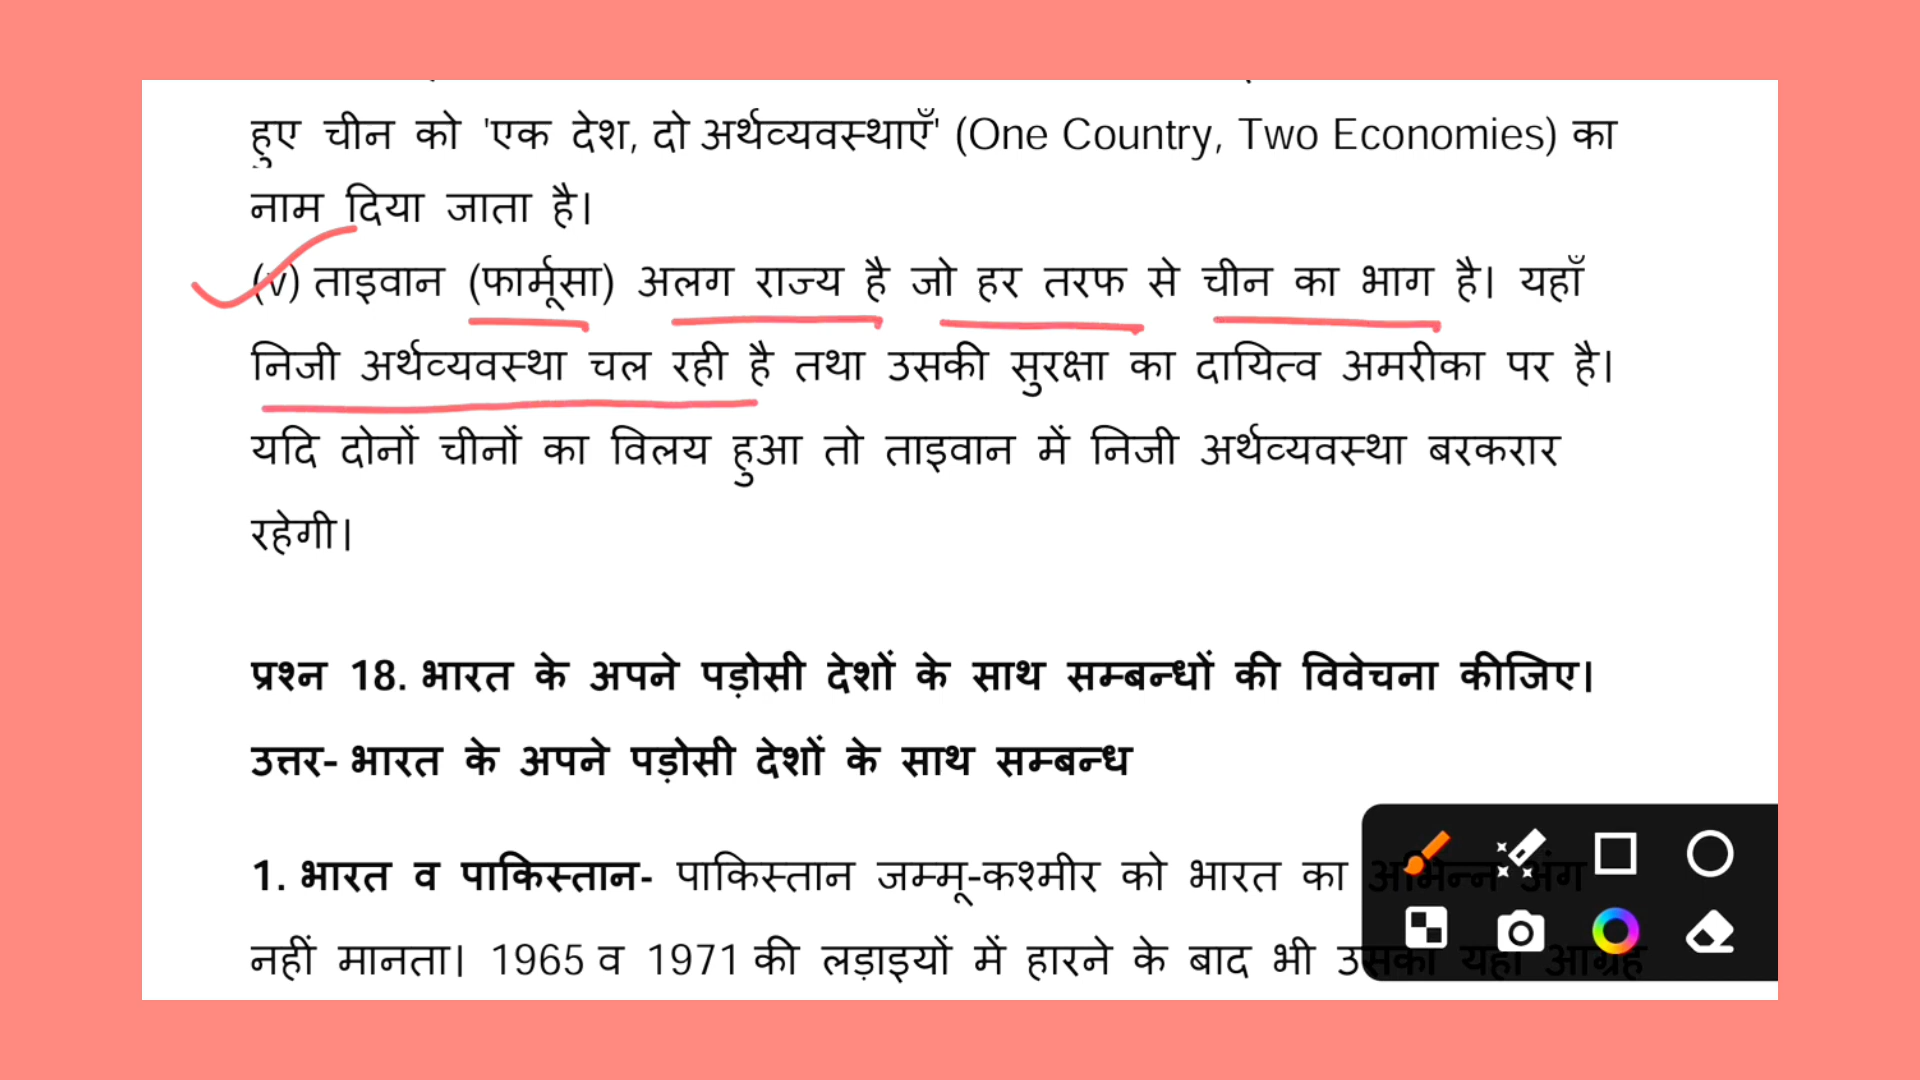 हुए चीन को 'एक देश, दो अर्थव्यवस्थाएँ' (One Country, Two Economies) का
नाम दिया जाता है।
(v) ताइवान (फार्मूसा) अलग राज्य है जो हर तरफ से चीन का भाग है। यहाँ
निजी अर्थव्यवस्था चल रही है तथा उसकी सुरक्षा का दायित्व अमरीका पर है।
यदि दोनों चीनों का विलय हुआ तो ताइवान में निजी अर्थव्यवस्था बरकरार
रहेगी।
प्रश्न 18. भारत के अपने पड़ोसी देशों के साथ सम्बन्धों की विवेचना कीजिए।
उत्तर- भारत के अपने पड़ोसी देशों के साथ सम्बन्ध
1. भारत व पाकिस्तान- पाकिस्तान जम्मू-कश्मीर को भारत का अभिन्न अंग
नहीं मानता। 1965 व 1971 की लड़ाइयों में हारने के बाद भी उसका यही आग्रह